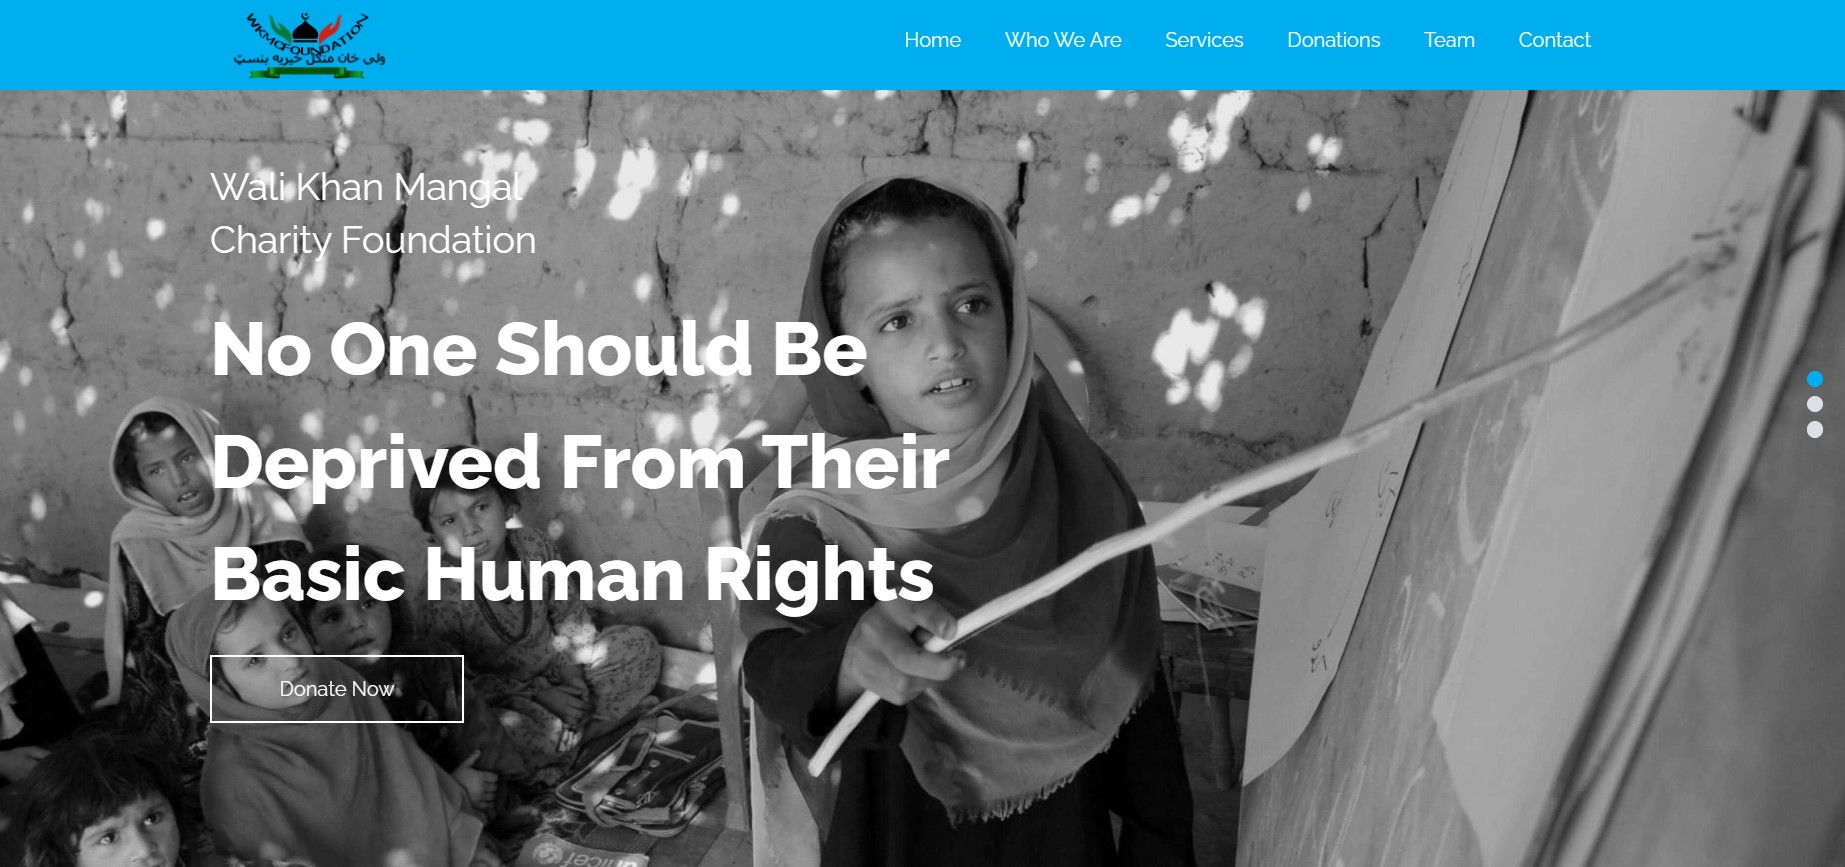 WKMCFOUNDATION
ولي خان منګل خیریه بنسټ
Home
Who We Are
Services
Donations
Team
Contact
Wali Khan Mangal
Charity Foundation
No One Should Be
Deprived From Their
Basic Human Rights
Donate Now
unicef